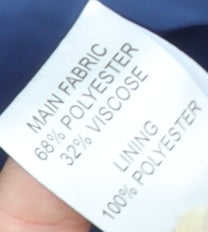 MAIN FABRIC
68% POLYESTER
32% VISCOSE
LINING
100% POLYESTER